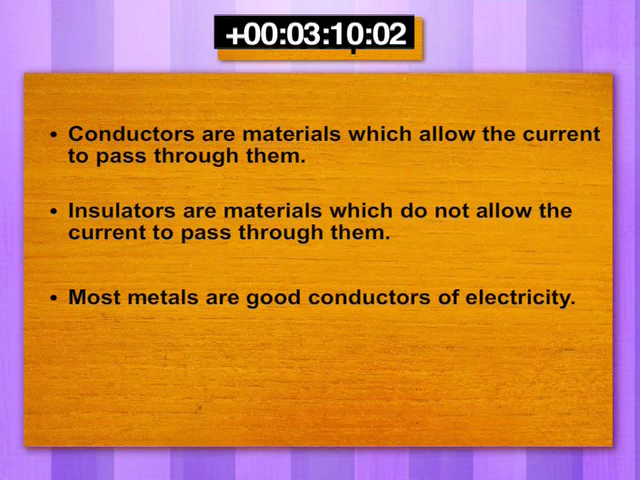 +00:03:10:02
• Conductors are materials which allow the current
to pass through them.
• Insulators are materials which do not allow the
current to pass through them.
• Most metals are good conductors of electricity.